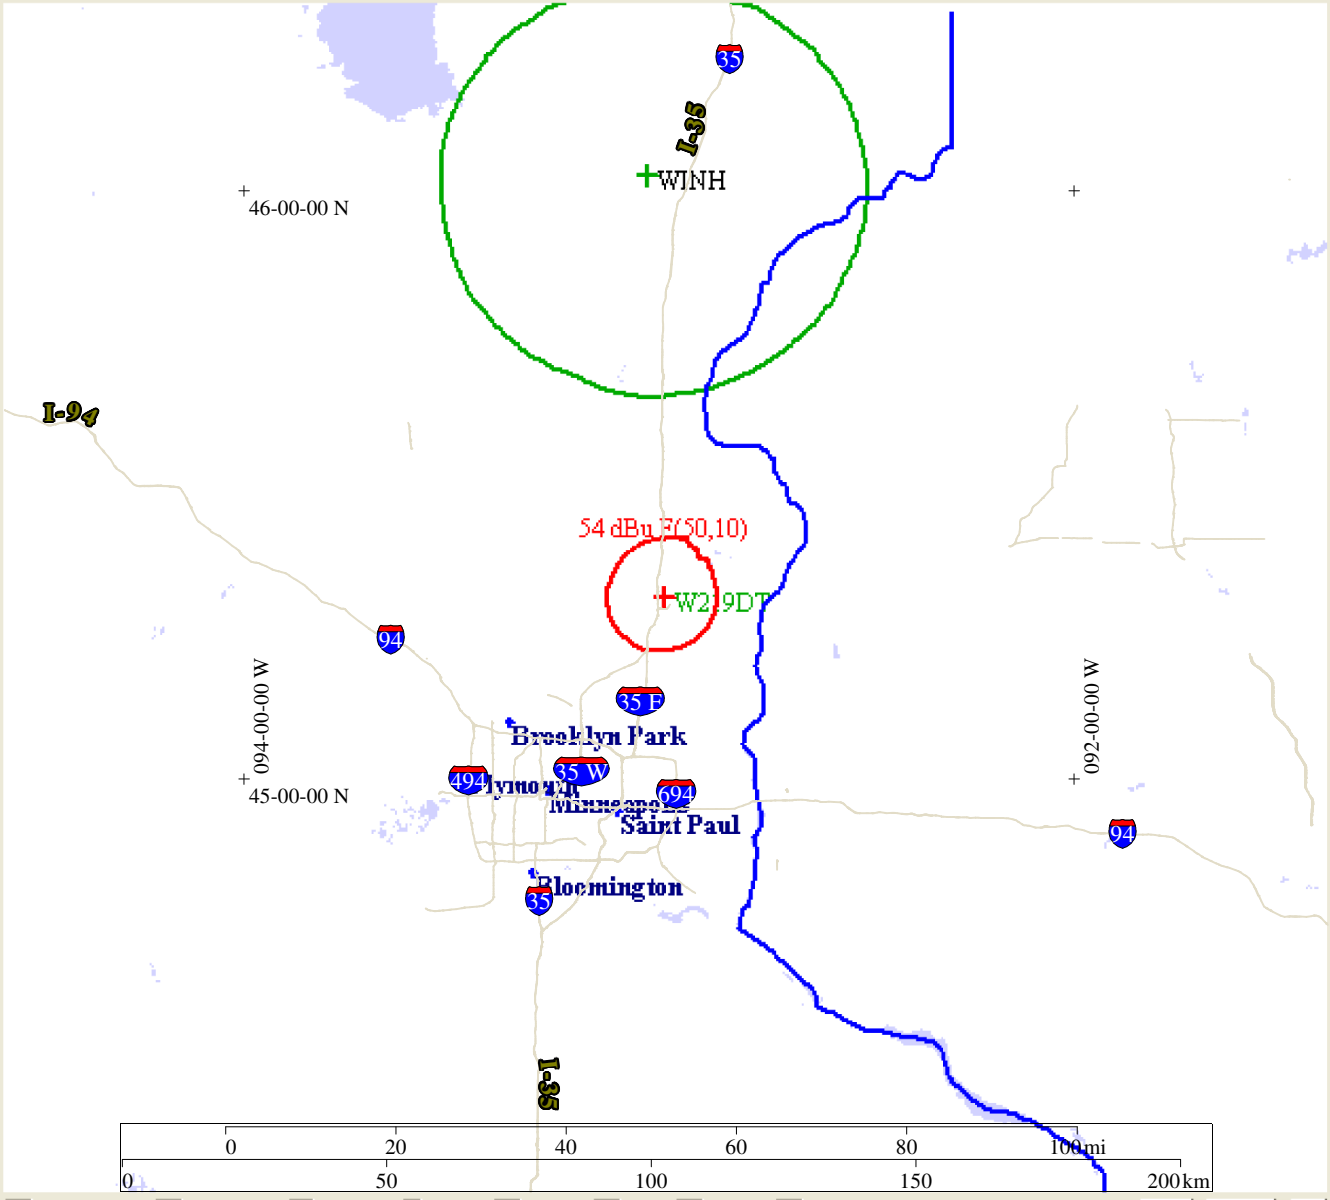 35
I-35
WINH
46-00-00 N
I-94
54 dBu F(50,10)
W219DT
94
094-00-00 W
092-00-00 W
35 E
Brooklyn Park
35 W
494
694
45-00-00 N
Saint Paul
94
Bloomington
35
I-35
0 20 40 60 80 100 mi
0 50 100 150 200 km